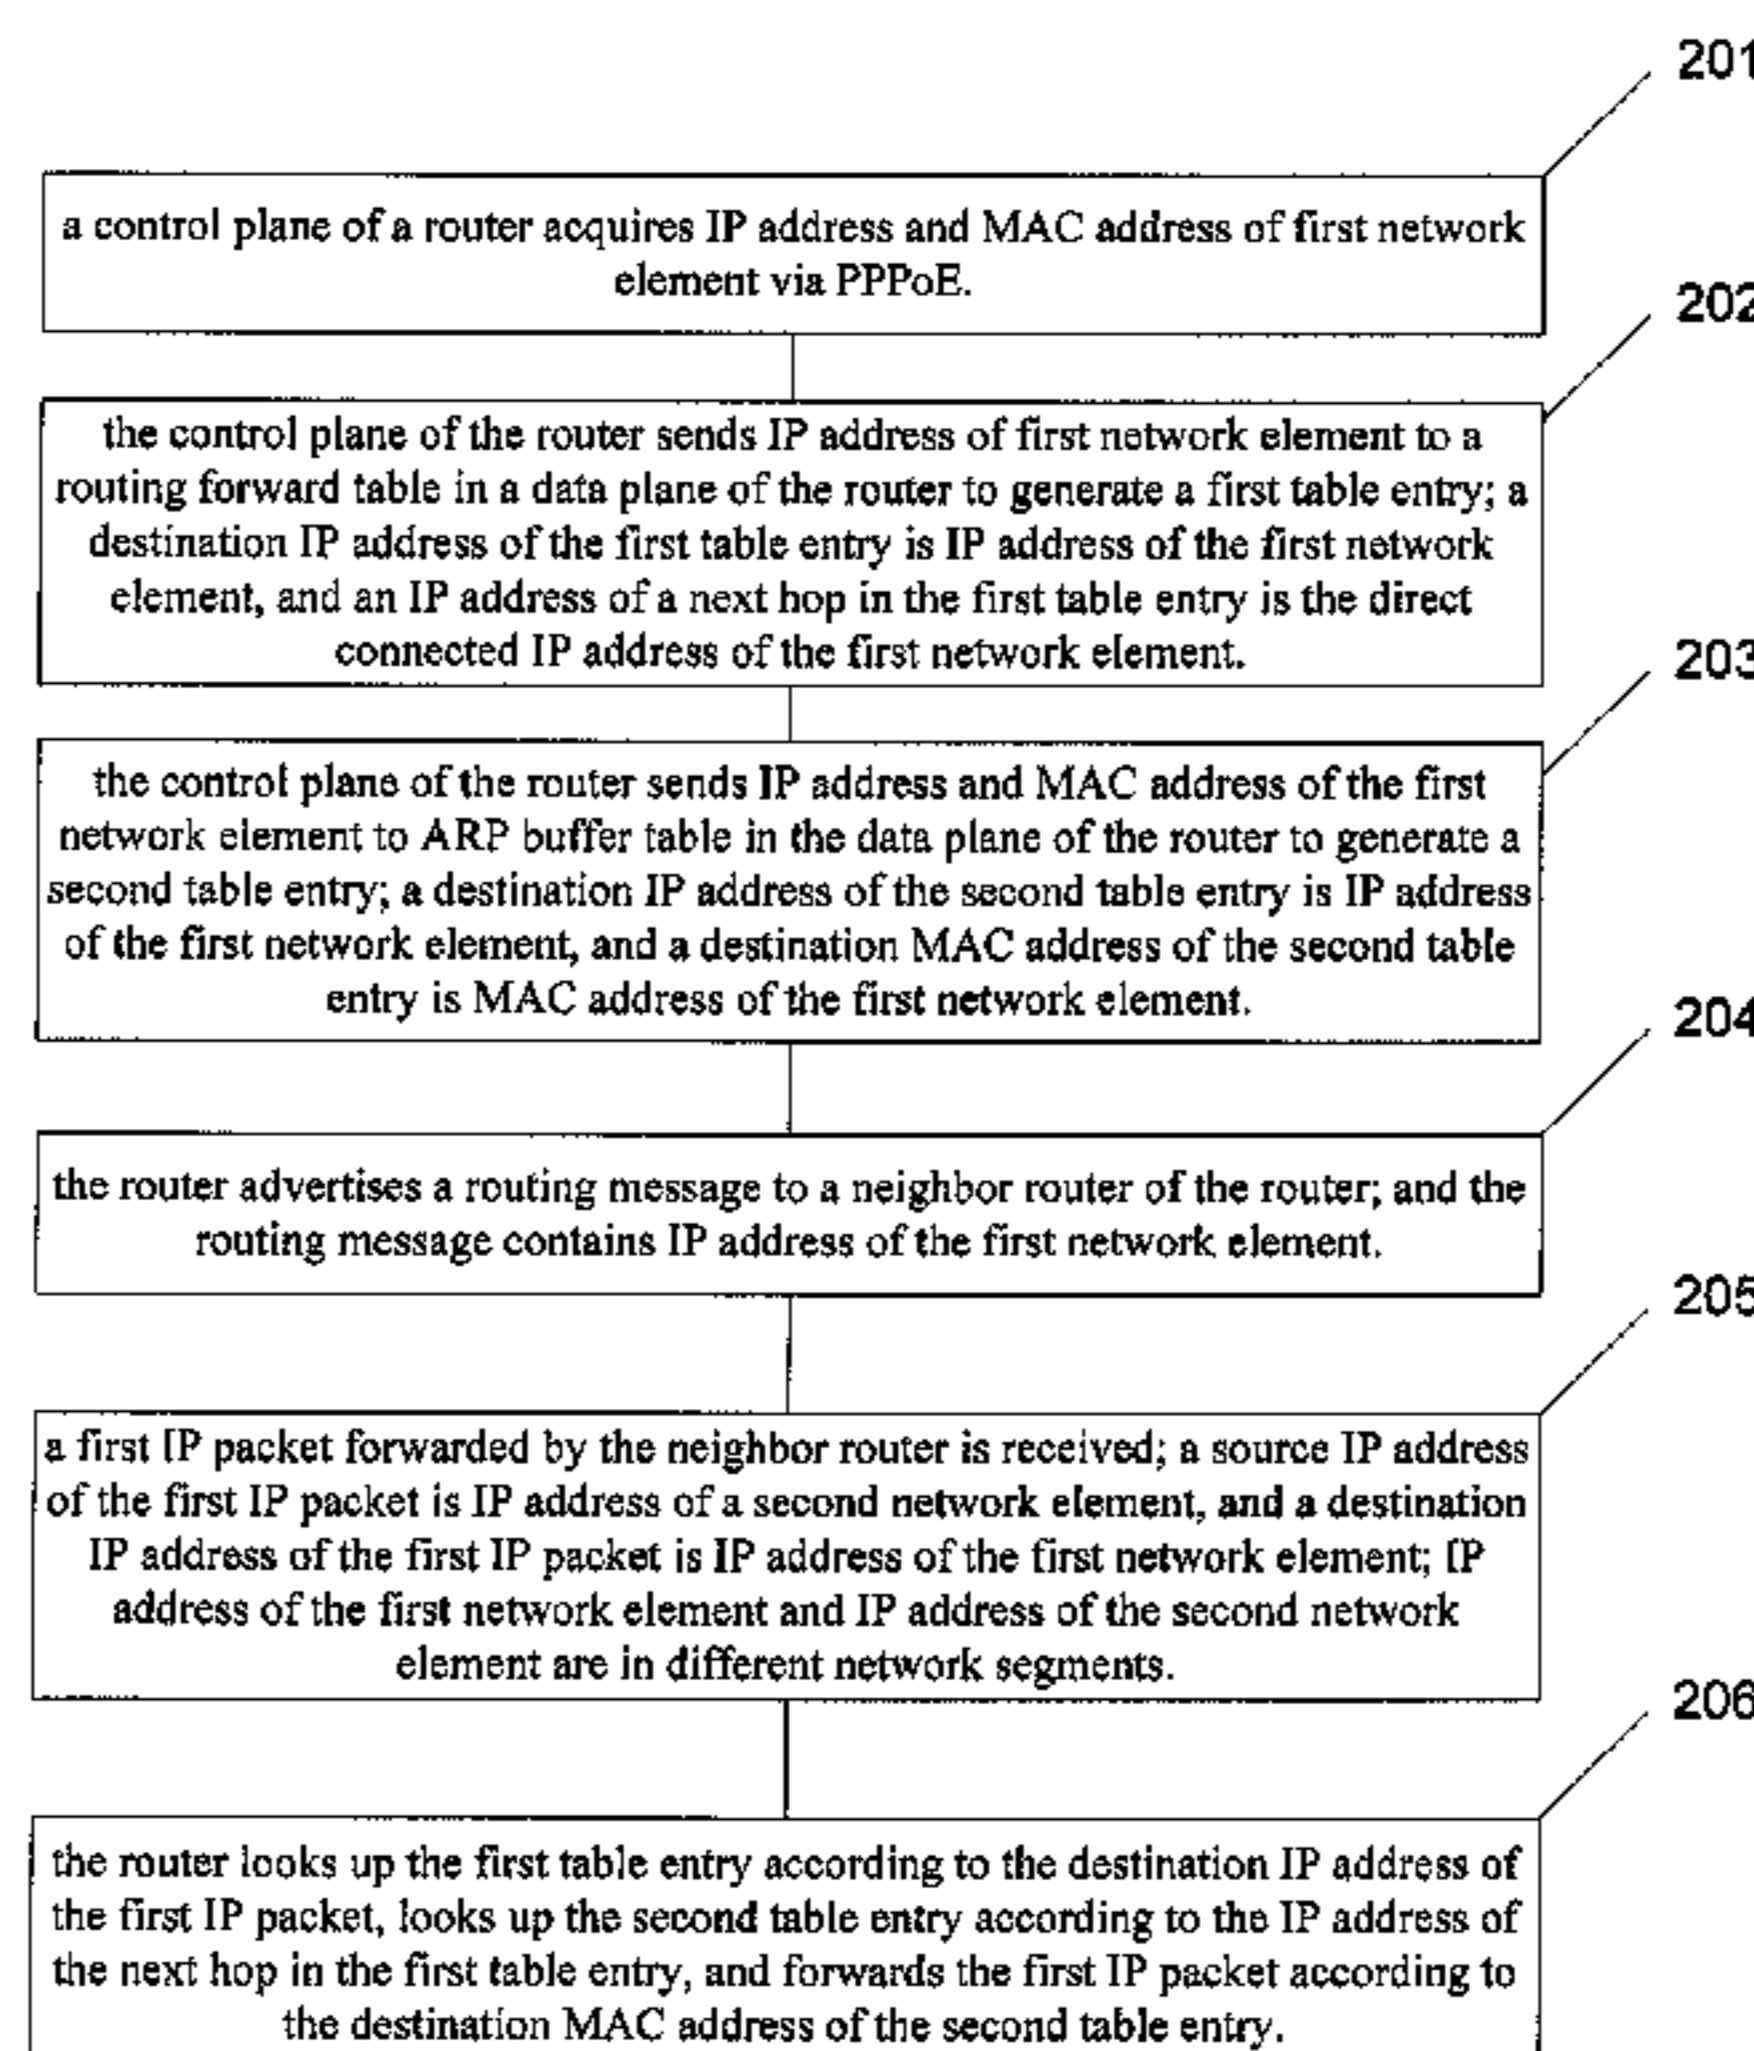 201
a control plane of a router acquires IP address and MAC address of first network
element via PPPoE.
202
the control plane of the router sends IP address of first network element to a
routing forward table in a data plane of the router to generate a first table entry; a
destination IP address of the first table entry is IP address of the first network
element, and an IP address of a next hop in the first table entry is the direct
connected IP address of the first network element.
203
the control plane of the router sends IP address and MAC address of the first
network element to ARP buffer table in the data plane of the router to generate a
second table entry; a destination IP address of the second table entry is IP address
of the first network element, and a destination MAC address of the second table
entry is MAC address of the first network element.
204
the router advertises a routing message to a neighbor router of the router; and the
routing message contains IP address of the first network element.
205
a first IP packet forwarded by the neighbor router is received; a source IP address
of the first IP packet is IP address of a second network element, and a destination
IP address of the first IP packet is IP address of the first network element; IP
address of the first network element and IP address of the second network
element are in different network segments.
206
the router looks up the first table entry according to the destination IP address of
the first IP packet, looks up the second table entry according to the IP address of
the next hop in the first table entry, and forwards the first IP packet according to
the destination MAC address of the second table entry.